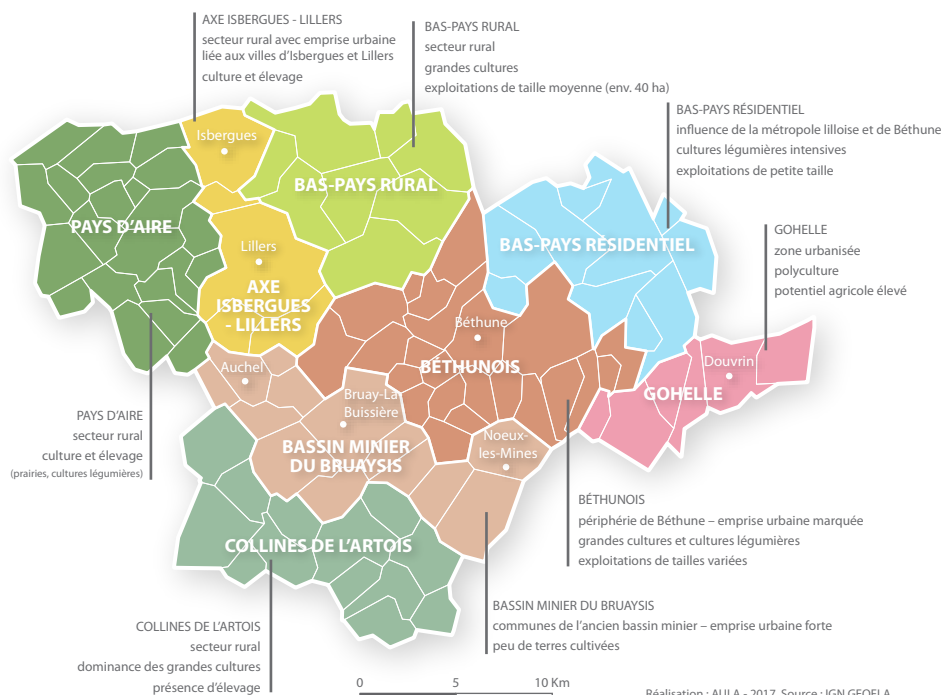 AXE ISBERGUES - LILLERS
secteur rural avec emprise urbaine
liée aux villes d'Isbergues et Lillers
culture et élevage
BAS-PAYS RURAL
secteur rural
grandes cultures
exploitations de taille moyenne (env. 40 ha)
BAS-PAYS RÉSIDENTIEL
influence de la métropole lilloise et de Béthune
cultures légumières intensives
exploitations de petite taille
GOHELLE
zone urbanisée
polyculture
potentiel agricole élevé
Isbergues
BAS-PAYS RURAL
PAYS D'AIRE
Lillers
BAS-PAYS RÉSIDENTIEL
AXE
ISBERGUES
- LILLERS
Béthune
BÉTHUNOIS
Auchel
Douvrin
GOHELLE
Bruay-La
Buissière
BASSIN MINIER
DU BRUAYSIS
Noeux-
les-Mines
COLLINES DE L'ARTOIS
PAYS D'AIRE
secteur rural
culture et élevage
(prairies, cultures légumières)
BÉTHUNOIS
périphérie de Béthune – emprise urbaine marquée
grandes cultures et cultures légumières
exploitations de tailles variées
BASSIN MINIER DU BRUAYSIS
communes de l'ancien bassin minier – emprise urbaine forte
peu de terres cultivées
COLLINES DE L'ARTOIS
secteur rural
dominance des grandes cultures
présence d'élevage
0 5 10 Km
Réalisation : AULA - 2017. Source : IGN GEOFLA